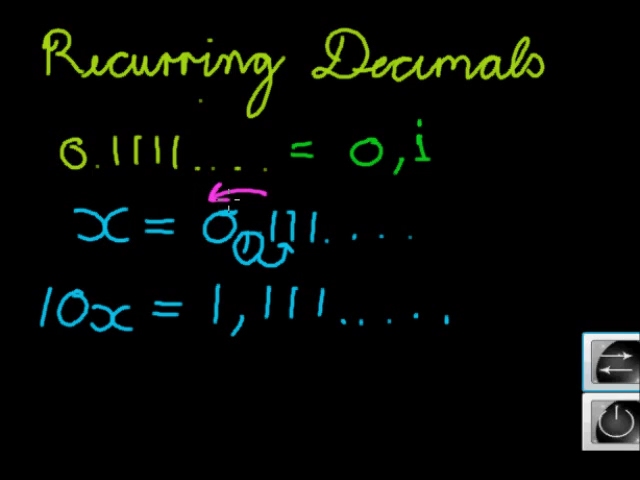 Recurring Decimals
0.1111.... = 0,1̇
x = 0,111....
10x = 1,111.....